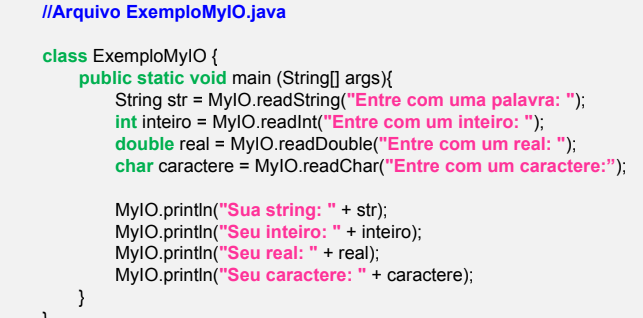 //Arquivo ExemploMyIO.java
class ExemploMyIO {
public static void main (String[] args){
String str = MyIO.readString("Entre com uma palavra: ");
int inteiro = MyIO.readInt("Entre com um inteiro: ");
double real = MyIO.readDouble("Entre com um real: ");
char caractere = MyIO.readChar("Entre com um caractere:”);
MyIO.println("Sua string: " + str);
MyIO.println("Seu inteiro: " + inteiro);
MyIO.println("Seu real: " + real);
MyIO.println("Seu caractere: " + caractere);
}
}